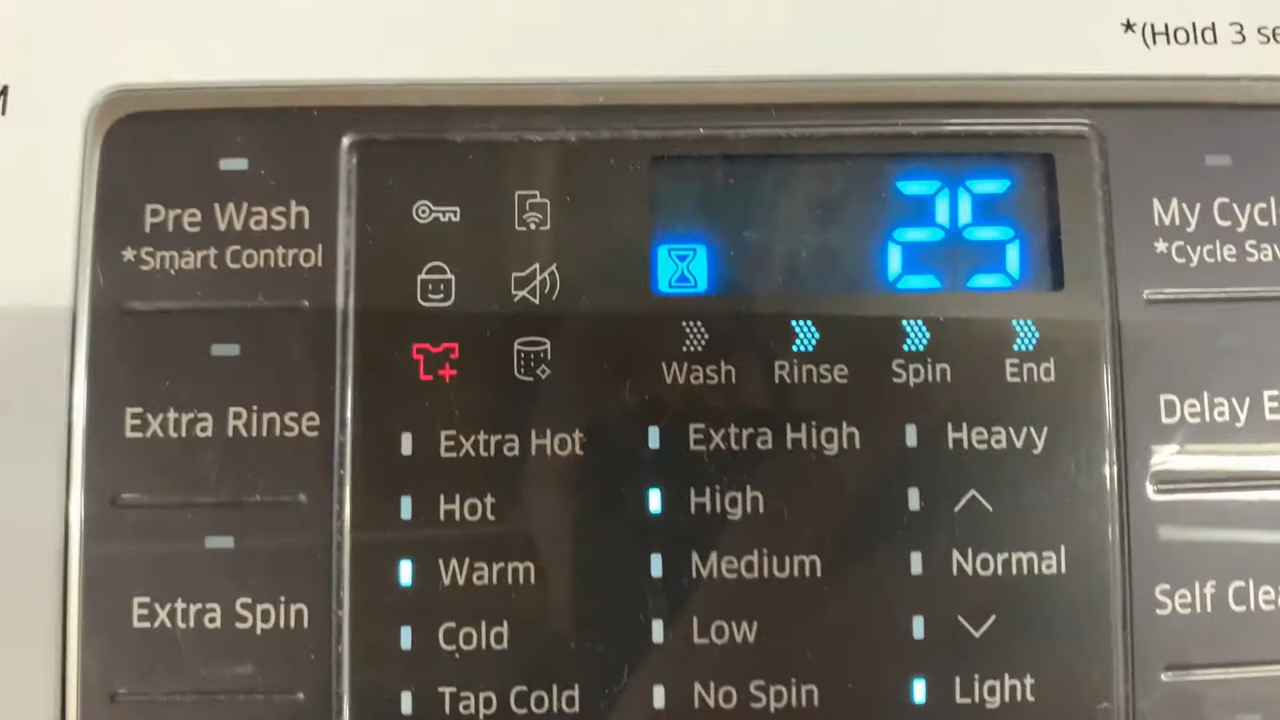 *(Hold 3 se
M
Pre Wash
*Smart Control
Extra Rinse
Extra Spin
25
Wash Rinse Spin End
Extra Hot Extra High Heavy
Hot High
Warm Medium Normal
Cold Low
Tap Cold No Spin Light
My Cycl
*Cycle Sav
Delay E
Self Clea